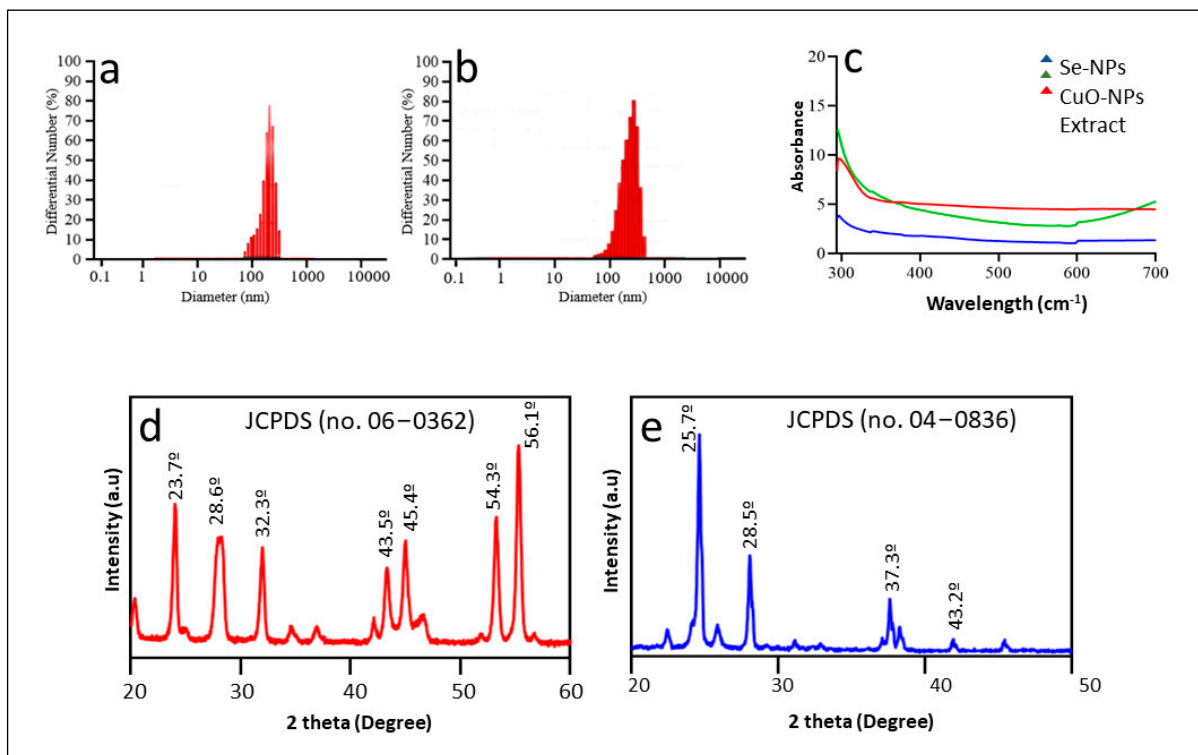 a
Differential Number (%)
100
90
80
70
60
50
40
30
20
10
0
0.1 1 10 100 1000 10000
Diameter (nm)
b
Differential Number (%)
100
90
80
70
60
50
40
30
20
10
0
0.1 1 10 100 1000 10000
Diameter (nm)
c
Absorbance
20
15
10
5
0
Se-NPs
CuO-NPs
Extract
300 400 500 600 700
Wavelength (cm-1)
d
JCPDS (no. 06–0362)
Intensity (a.u)
23.7º
28.6º
32.3º
43.5º
45.4º
54.3º
56.1º
20 30 40 50 60
2 theta (Degree)
e
JCPDS (no. 04–0836)
Intensity (a.u)
25.7º
28.5º
37.3º
43.2º
20 30 40 50
2 theta (Degree)